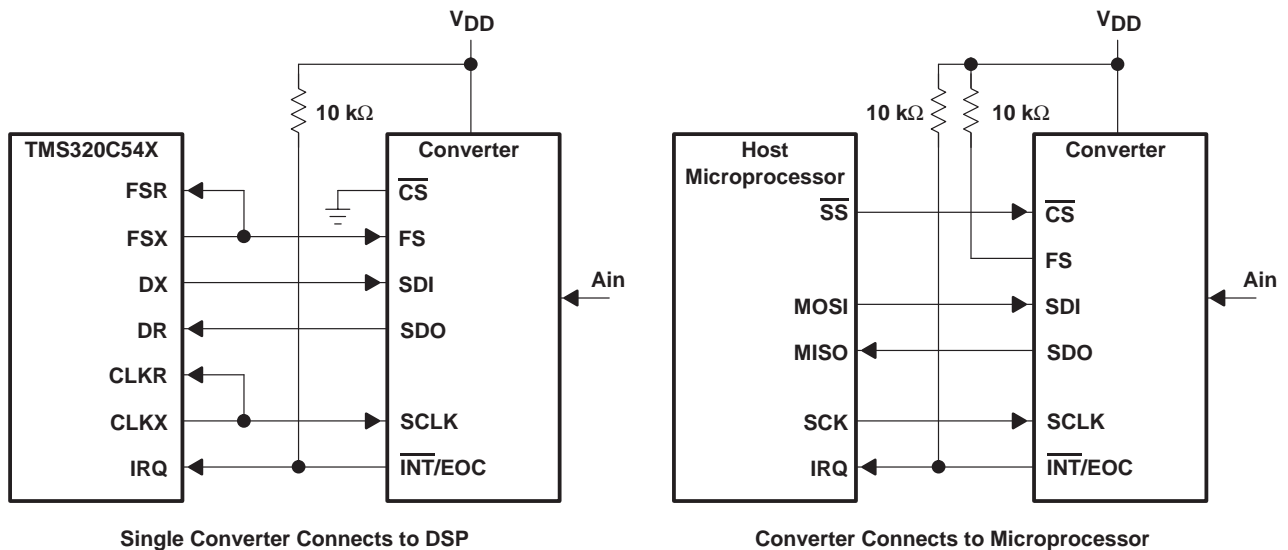 VDD
10 kΩ
TMS320C54X
Converter
FSR
CS
FSX
FS
DX
SDI
Ain
DR
SDO
CLKR
CLKX
SCLK
IRQ
INT/EOC
Single Converter Connects to DSP
VDD
10 kΩ
10 kΩ
Host
Microprocessor
Converter
SS
CS
FS
Ain
MOSI
SDI
MISO
SDO
SCK
SCLK
IRQ
INT/EOC
Converter Connects to Microprocessor